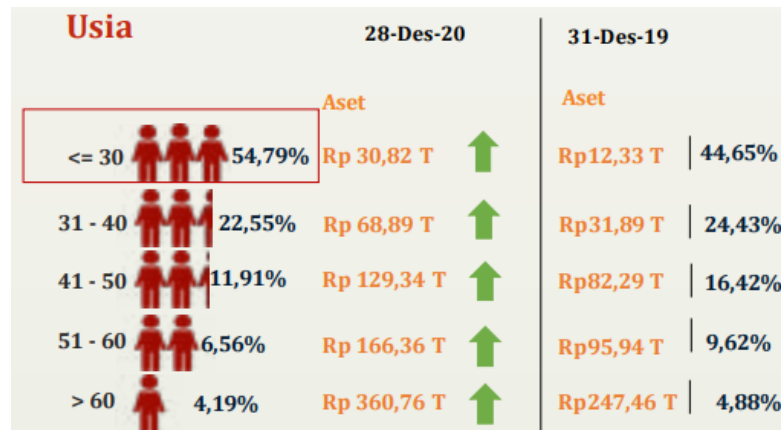 Usia 28-Des-20 31-Des-19
Aset Aset
<= 30 54,79% Rp 30,82 T Rp12,33 T 44,65%
31 - 40 22,55% Rp 68,89 T Rp31,89 T 24,43%
41 - 50 11,91% Rp 129,34 T Rp82,29 T 16,42%
51 - 60 6,56% Rp 166,36 T Rp95,94 T 9,62%
> 60 4,19% Rp 360,76 T Rp247,46 T 4,88%